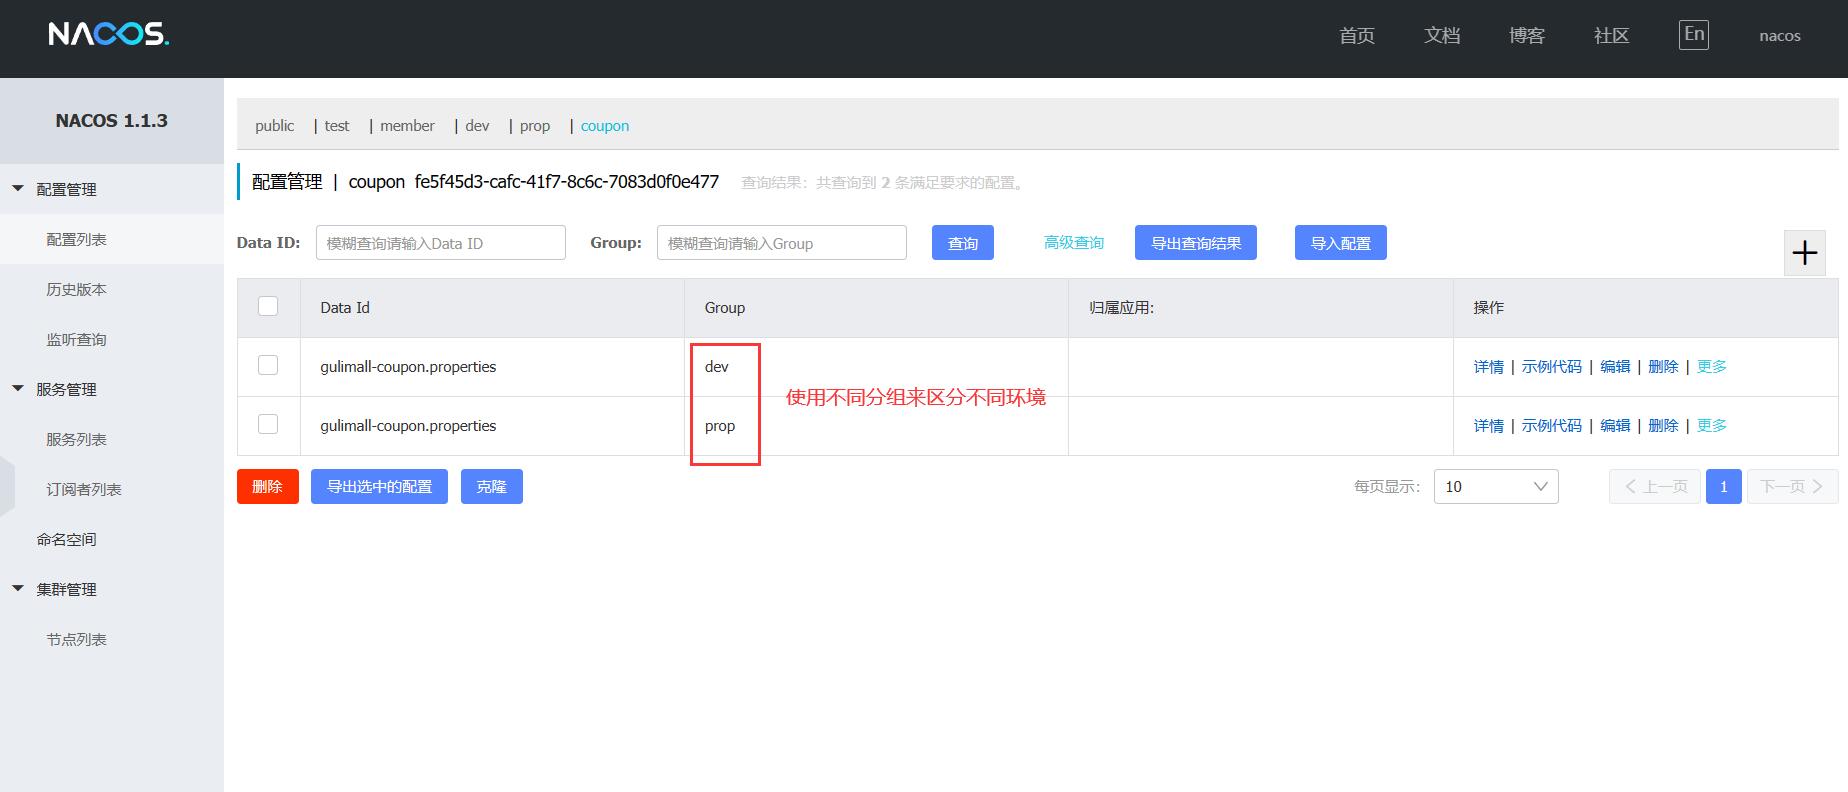 NACOS.
首页 文档 博客 社区 En nacos
NACOS 1.1.3
配置管理
配置列表
历史版本
监听查询
服务管理
服务列表
订阅者列表
命名空间
集群管理
节点列表
public | test | member | dev | prop | coupon
配置管理 | coupon fe5f45d3-cafc-41f7-8c6c-7083d0f0e477 查询结果：共查询到 2 条满足要求的配置。
Data ID: 模糊查询请输入Data ID Group: 模糊查询请输入Group 查询 高级查询 导出查询结果 导入配置
Data Id Group 归属应用: 操作
gulimall-coupon.properties dev 详情 | 示例代码 | 编辑 | 删除 | 更多
使用不同分组来区分不同环境
gulimall-coupon.properties prop 详情 | 示例代码 | 编辑 | 删除 | 更多
删除 导出选中的配置 克隆 每页显示： 10 上一页 1 下一页